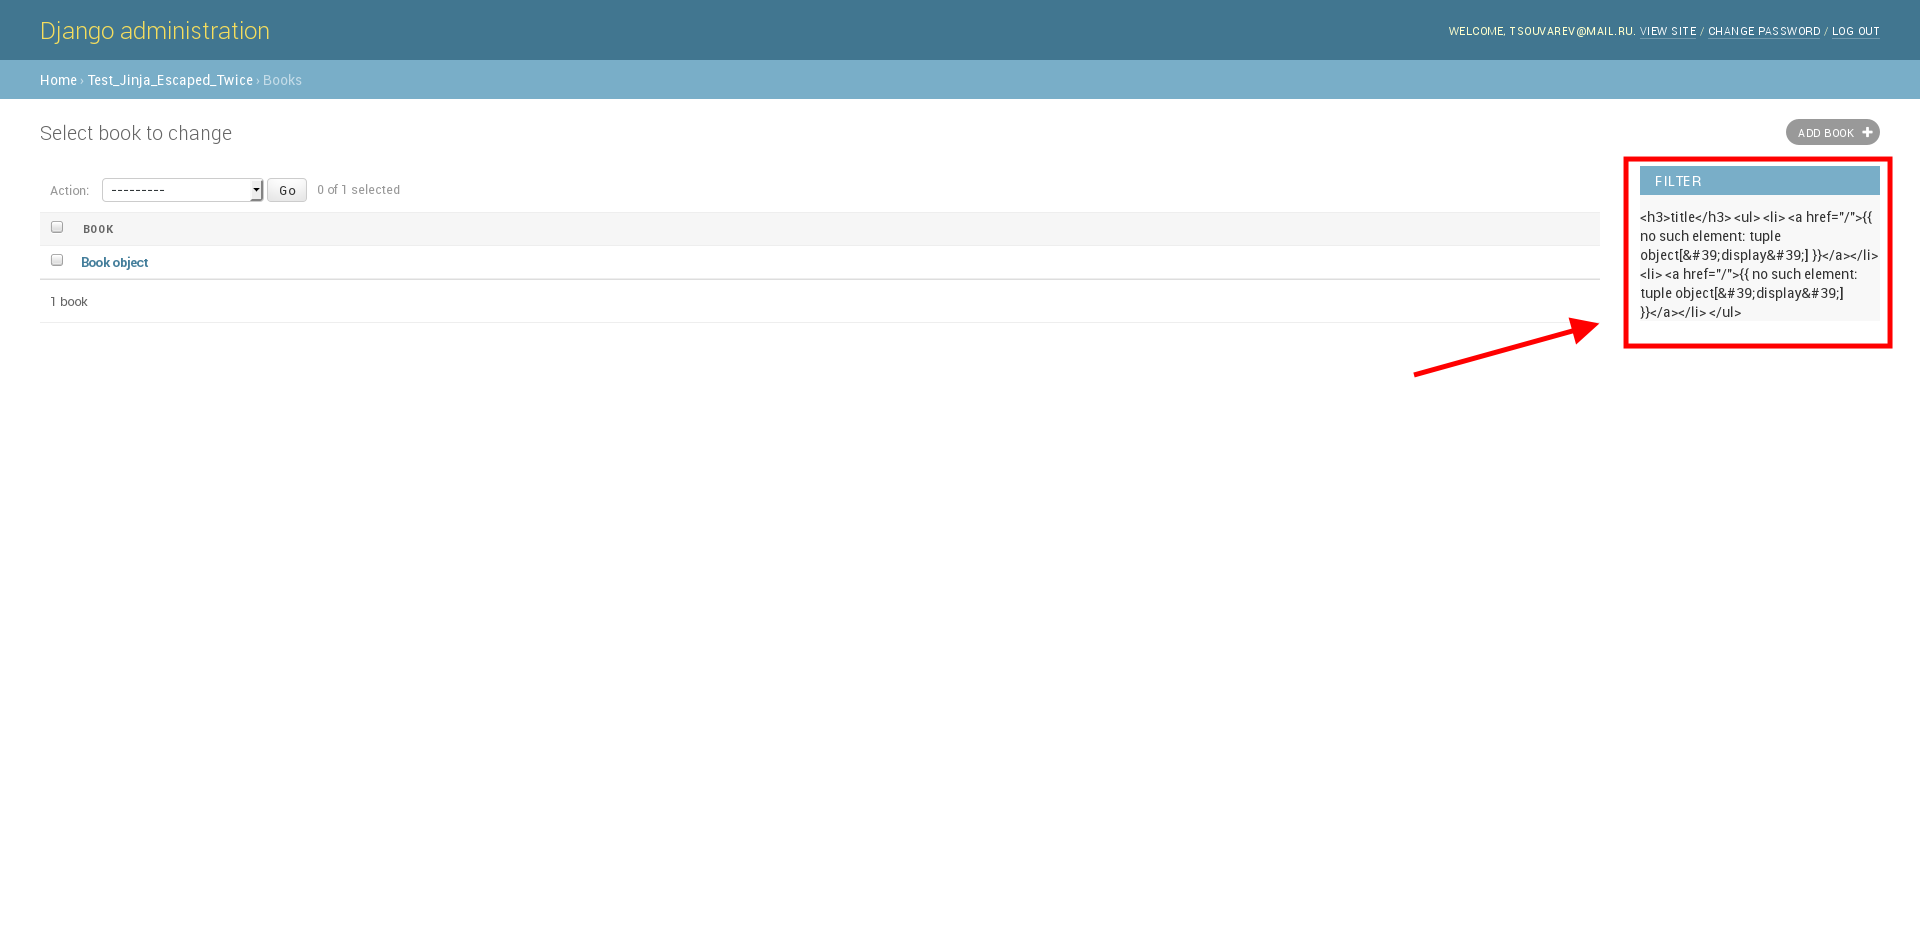 Django administration
WELCOME, TSOUVAREV@MAIL.RU. VIEW SITE / CHANGE PASSWORD / LOG OUT
Home › Test_Jinja_Escaped_Twice › Books
Select book to change
ADD BOOK
Action: --------- Go 0 of 1 selected
BOOK
Book object
1 book
FILTER
<h3>title</h3> <ul> <li> <a href="/">{{
no such element: tuple
object[&#39;display&#39;] }}</a></li>
<li> <a href="/">{{ no such element:
tuple object[&#39;display&#39;]
}}</a></li> </ul>